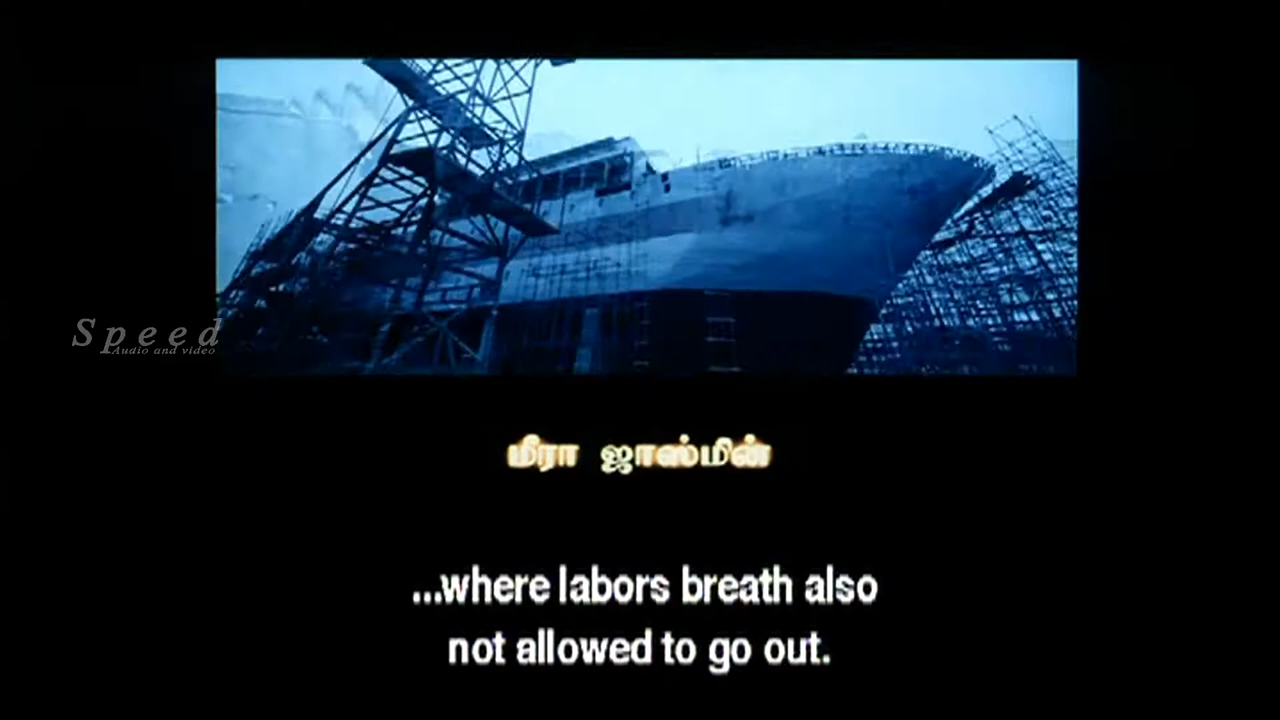 Speed
Audio and video
மீரா ஜாஸ்மின்
...where labors breath also
not allowed to go out.